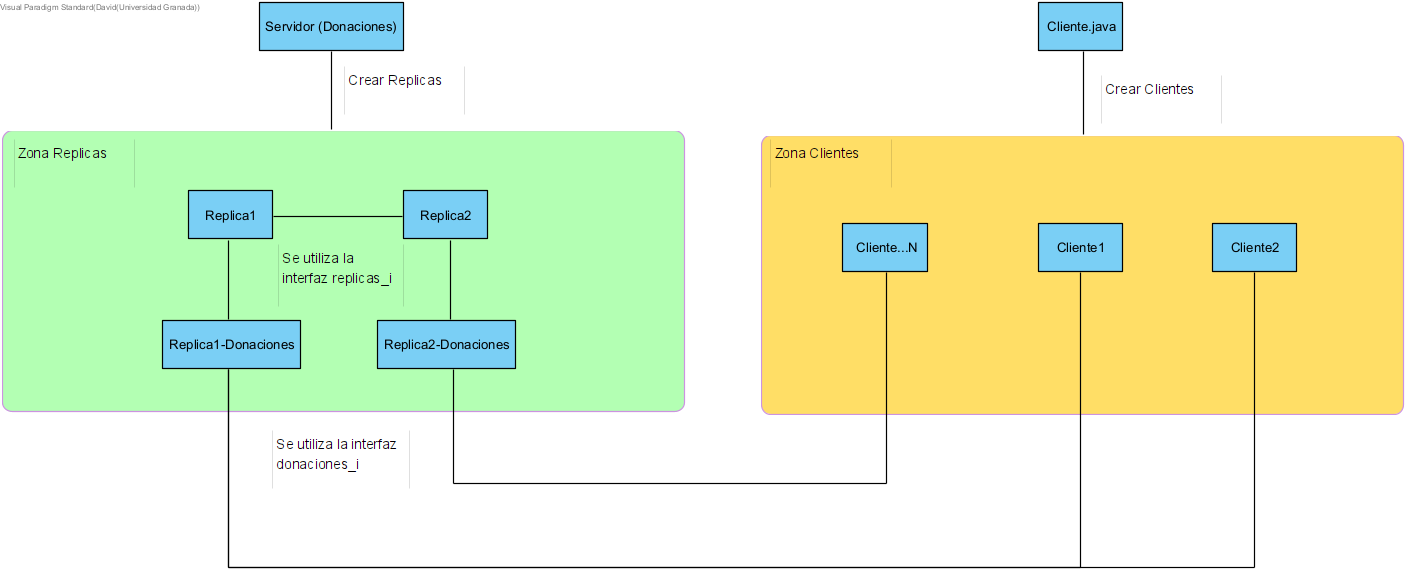 Visual Paradigm Standard(David(Universidad Granada))
Servidor (Donaciones)
Cliente.java
Crear Replicas
Crear Clientes
Zona Replicas
Zona Clientes
Replica1
Replica2
Cliente...N
Cliente1
Cliente2
Se utiliza la
interfaz replicas_i
Replica1-Donaciones
Replica2-Donaciones
Se utiliza la interfaz
donaciones_i